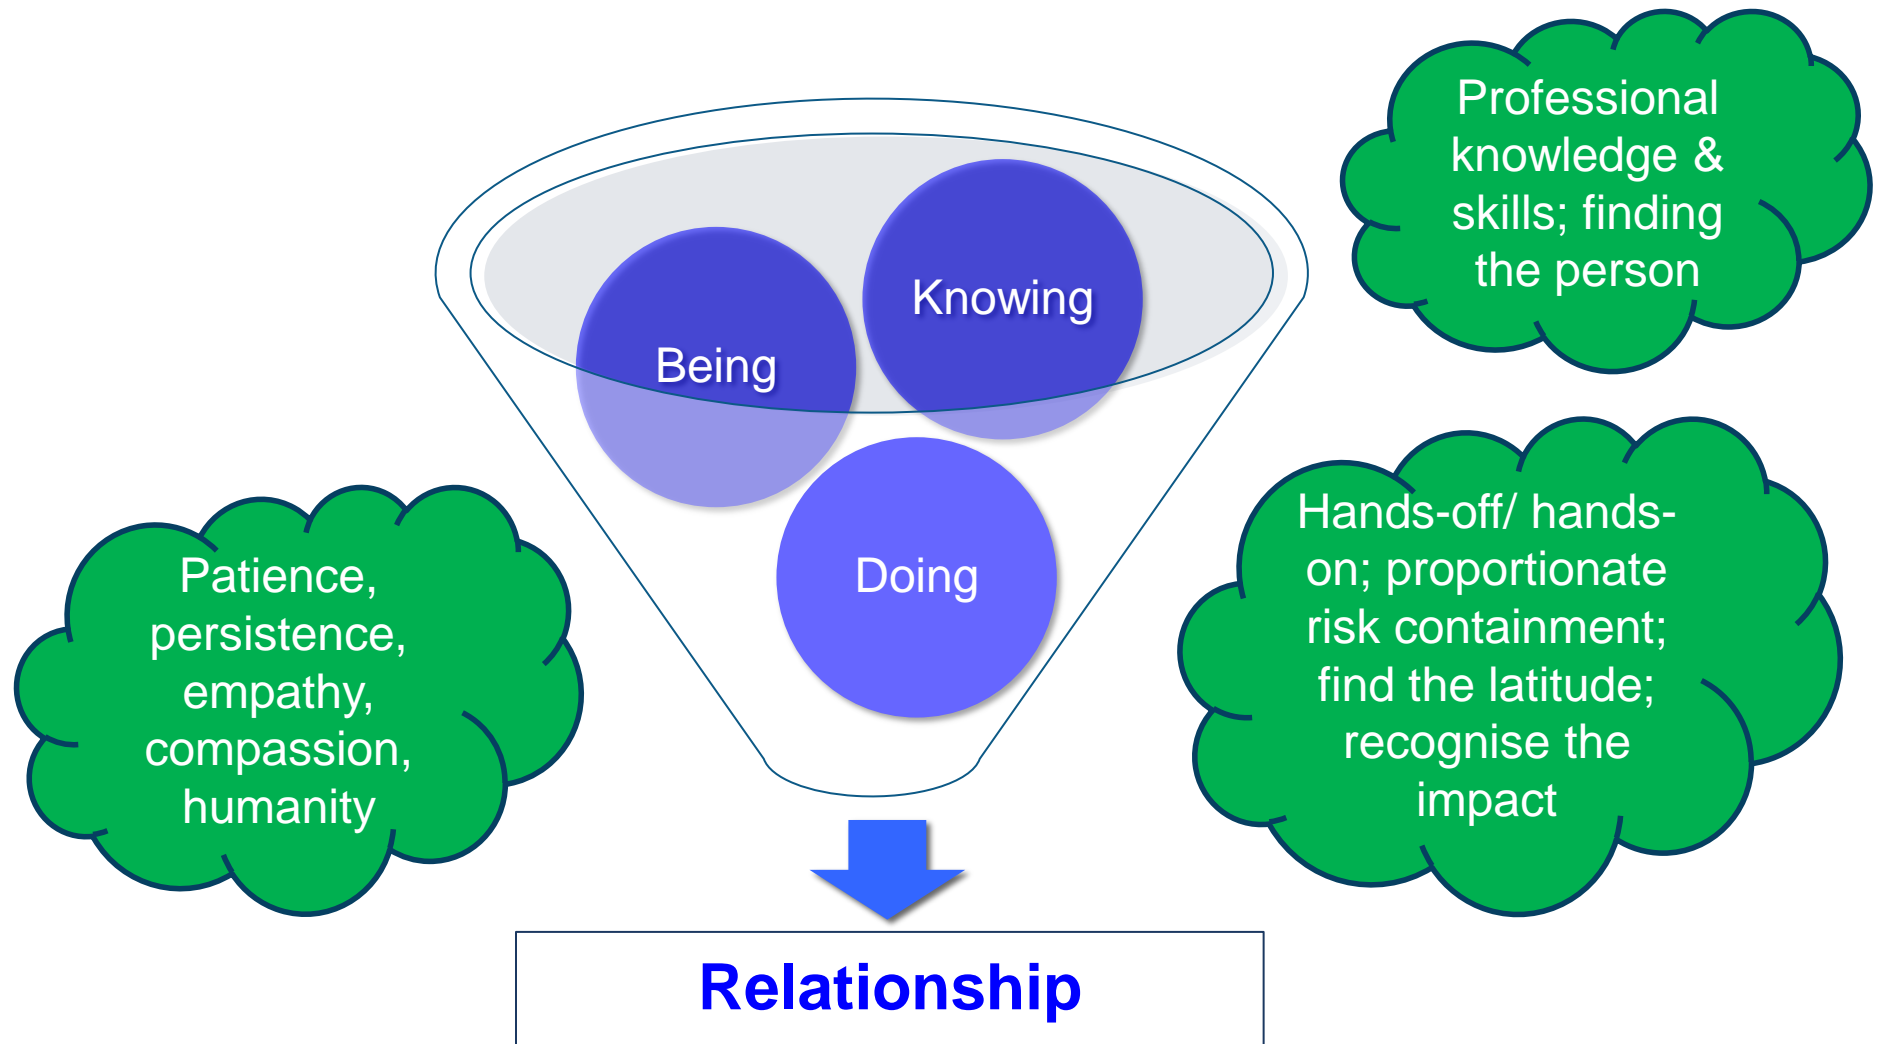 Professional
knowledge &
skills; finding
the person
Knowing
Being
Doing
Patience,
persistence,
empathy,
compassion,
humanity
Hands-off/ hands-
on; proportionate
risk containment;
find the latitude;
recognise the
impact
Relationship